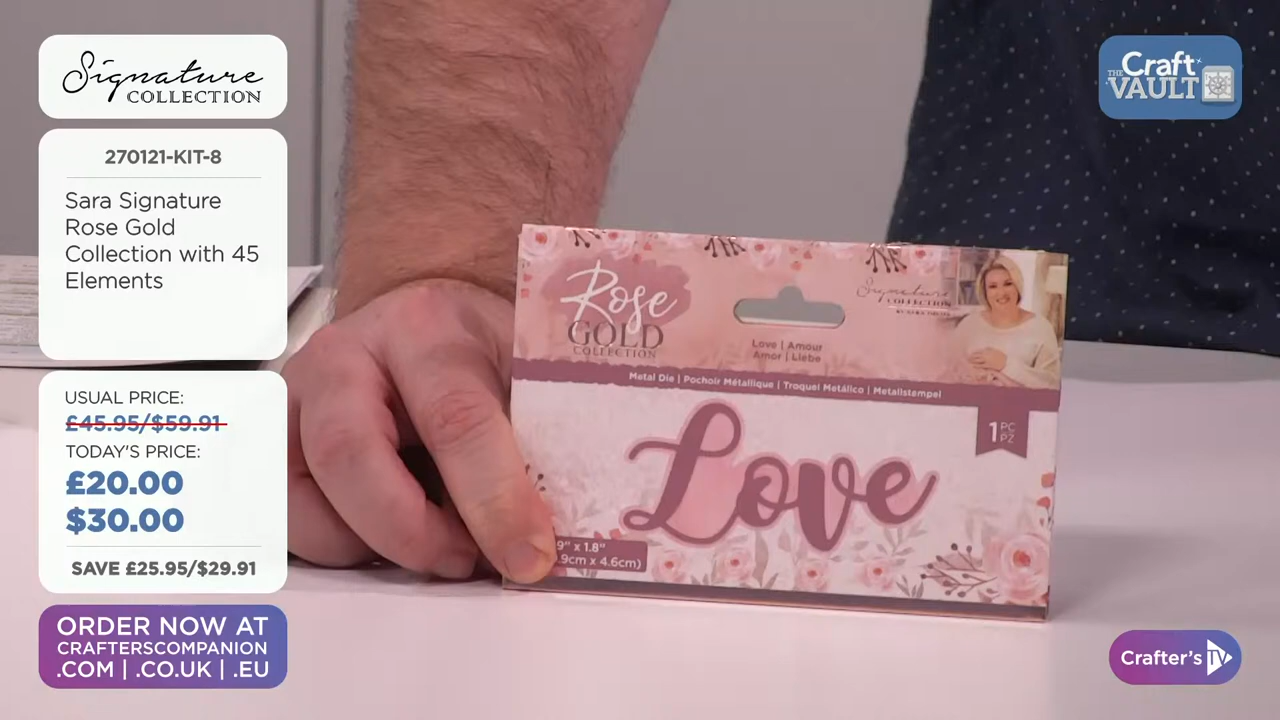 Signature
COLLECTION
270121-KIT-8
Sara Signature
Rose Gold
Collection with 45
Elements
USUAL PRICE:
£45.95/$59.91
TODAY'S PRICE:
£20.00
$30.00
SAVE £25.95/$29.91
ORDER NOW AT
CRAFTERSCOMPANION
.COM | .CO.UK | .EU
THE Craft
VAULT
Rose
GOLD
COLLECTION
Signature
COLLECTION
Love | Amour
Amor | Liebe
Metal Die | Pochoir Métallique | Troquel Metálico | Metallstempel
1 PC
PZ
Love
9" x 1.8"
.9cm x 4.6cm)
Crafter's TV